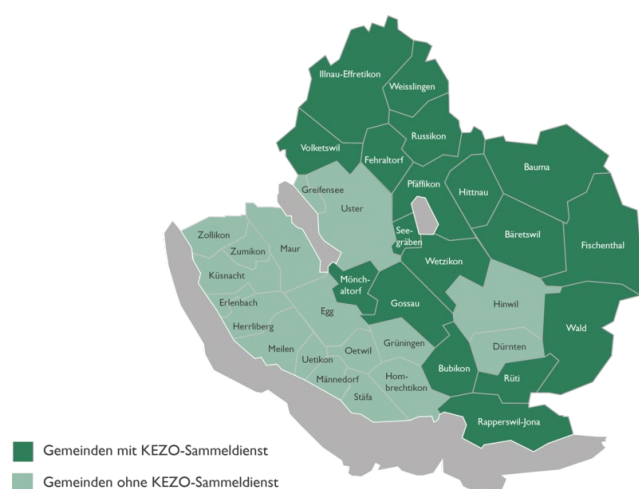 Illnau-Effretikon
Weisslingen
Russikon
Volketswil
Fehraltorf
Bauma
Pfäffikon
Hittnau
Greifensee
Uster
See-
gräben
Bäretswil
Fischenthal
Zollikon
Zumikon
Maur
Wetzikon
Küsnacht
Mönch-
altorf
Gossau
Hinwil
Erlenbach
Egg
Herrliberg
Wald
Grüningen
Dürnten
Meilen
Oetwil
Uetikon
Bubikon
Rüti
Männedorf
Hom-
brechtikon
Stäfa
Rapperswil-Jona
Gemeinden mit KEZO-Sammeldienst
Gemeinden ohne KEZO-Sammeldienst